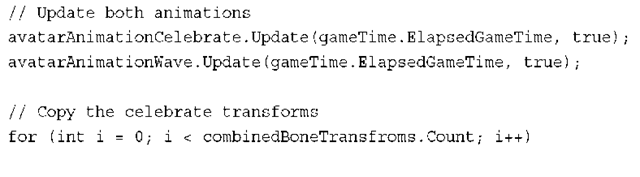 // Update both animations
avatarAnimationCelebrate.Update(gameTime.ElapsedGameTime, true);
avatarAnimationWave.Update(gameTime.ElapsedGameTime, true);
// Copy the celebrate transforms
for (int i = 0; i < combinedBoneTransfroms.Count; i++)